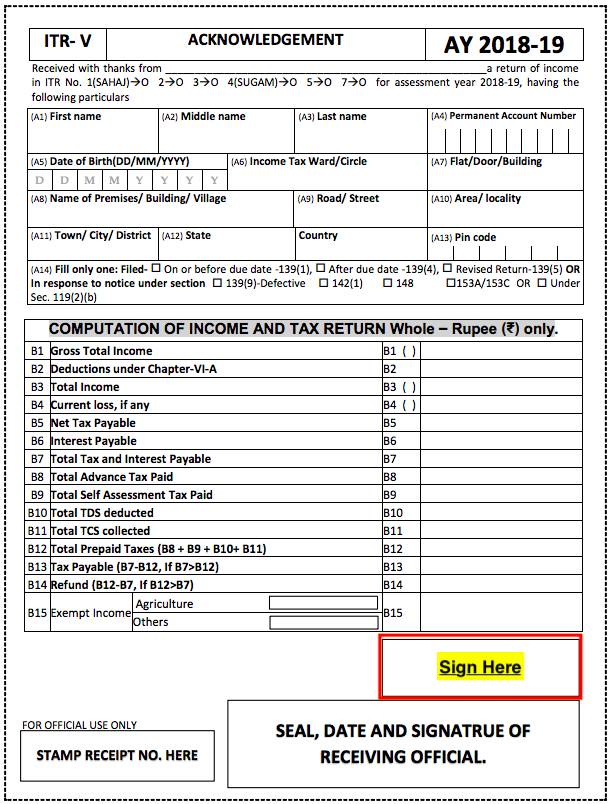 ITR- V ACKNOWLEDGEMENT AY 2018-19
Received with thanks from ________________________a return of income
in ITR No. 1(SAHAJ)→O 2→O 3→O 4(SUGAM)→O 5→O 7→O for assessment year 2018-19, having the
following particulars
(A1) First name (A2) Middle name (A3) Last name (A4) Permanent Account Number
(A5) Date of Birth(DD/MM/YYYY) (A6) Income Tax Ward/Circle (A7) Flat/Door/Building
D D M M Y Y Y Y
(A8) Name of Premises/ Building/ Village (A9) Road/ Street (A10) Area/ locality
(A11) Town/ City/ District (A12) State Country (A13) Pin code
(A14) Fill only one: Filed- ☐ On or before due date -139(1), ☐ After due date -139(4), ☐ Revised Return-139(5) OR
In response to notice under section ☐ 139(9)-Defective ☐ 142(1) ☐ 148 ☐153A/153C OR ☐ Under
Sec. 119(2)(b)
COMPUTATION OF INCOME AND TAX RETURN Whole – Rupee (₹) only.
B1 Gross Total Income B1 ( )
B2 Deductions under Chapter-VI-A B2
B3 Total Income B3 ( )
B4 Current loss, if any B4 ( )
B5 Net Tax Payable B5
B6 Interest Payable B6
B7 Total Tax and Interest Payable B7
B8 Total Advance Tax Paid B8
B9 Total Self Assessment Tax Paid B9
B10 Total TDS deducted B10
B11 Total TCS collected B11
B12 Total Prepaid Taxes (B8 + B9 + B10+ B11) B12
B13 Tax Payable (B7-B12, If B7>B12) B13
B14 Refund (B12-B7, If B12>B7) B14
B15 Exempt Income Agriculture B15
Others
Sign Here
FOR OFFICIAL USE ONLY
STAMP RECEIPT NO. HERE
SEAL, DATE AND SIGNATRUE OF
RECEIVING OFFICIAL.